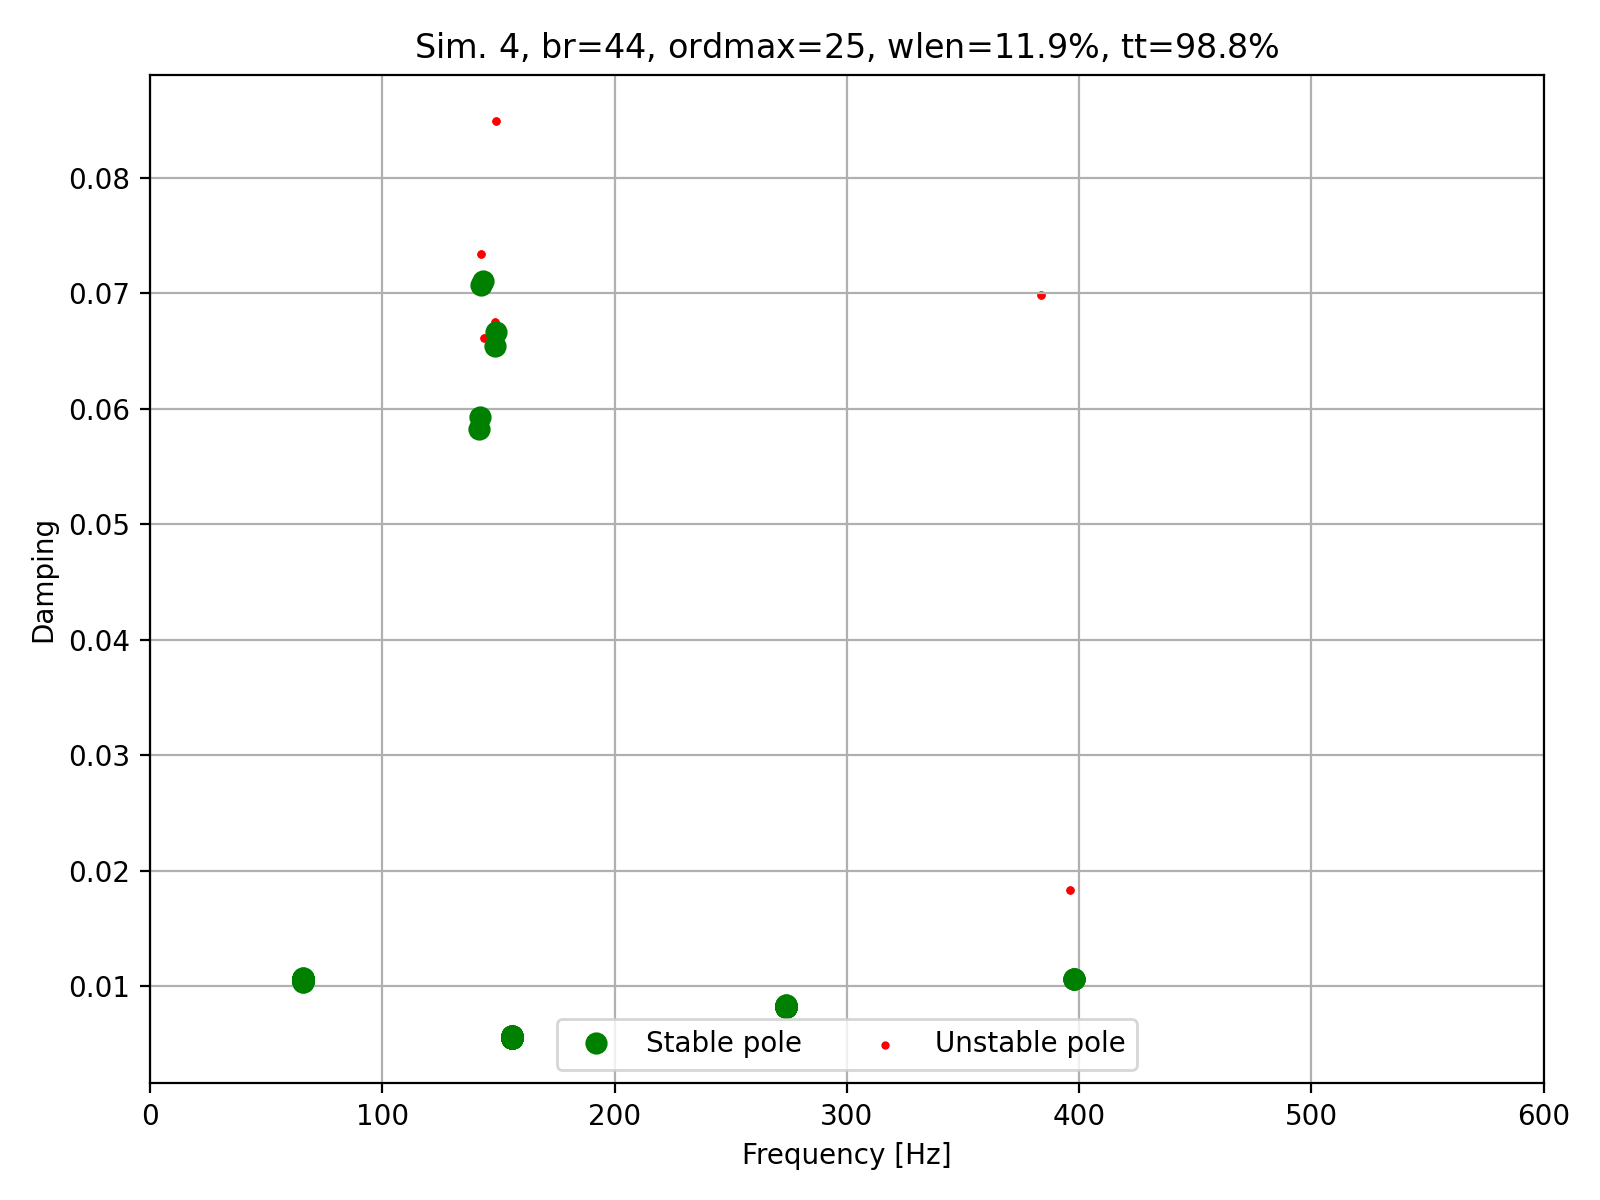 Sim. 4, br=44, ordmax=25, wlen=11.9%, tt=98.8%
0.08
0.07
0.06
0.05
0.04
0.03
0.02
0.01
Damping
Stable pole
Unstable pole
0 100 200 300 400 500 600
Frequency [Hz]